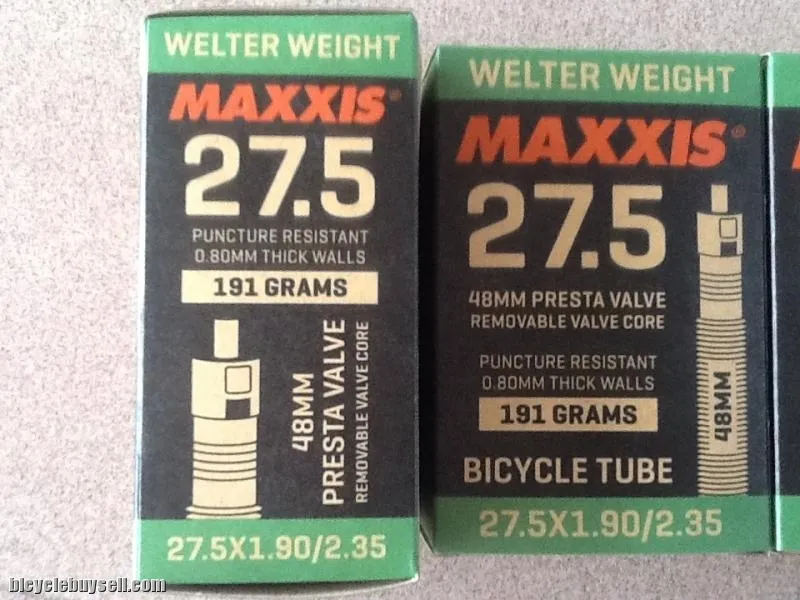 WELTER WEIGHT
MAXXIS®
27.5
PUNCTURE RESISTANT
0.80MM THICK WALLS
191 GRAMS
48MM
PRESTA VALVE
REMOVABLE VALVE CORE
27.5X1.90/2.35
WELTER WEIGHT
MAXXIS®
27.5
48MM PRESTA VALVE
REMOVABLE VALVE CORE
PUNCTURE RESISTANT
0.80MM THICK WALLS
191 GRAMS
48MM
BICYCLE TUBE
27.5X1.90/2.35
bicyclebuysell.com